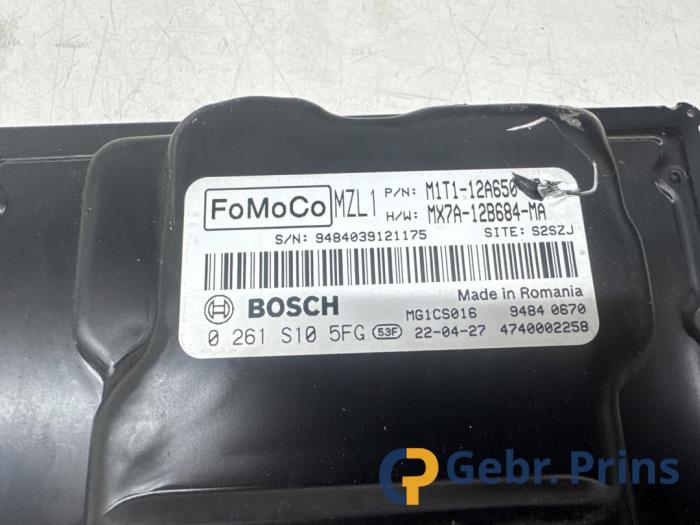 FoMoCo MZL1 P/N: M1T1-12A650
H/W: MX7A-12B684-MA
S/N: 9484039121175 SITE: S2SZJ
BOSCH Made in Romania
MG1CS016 9484 0670
0 261 S10 5FG 53F 22-04-27 4740002258
Gebr. Prins